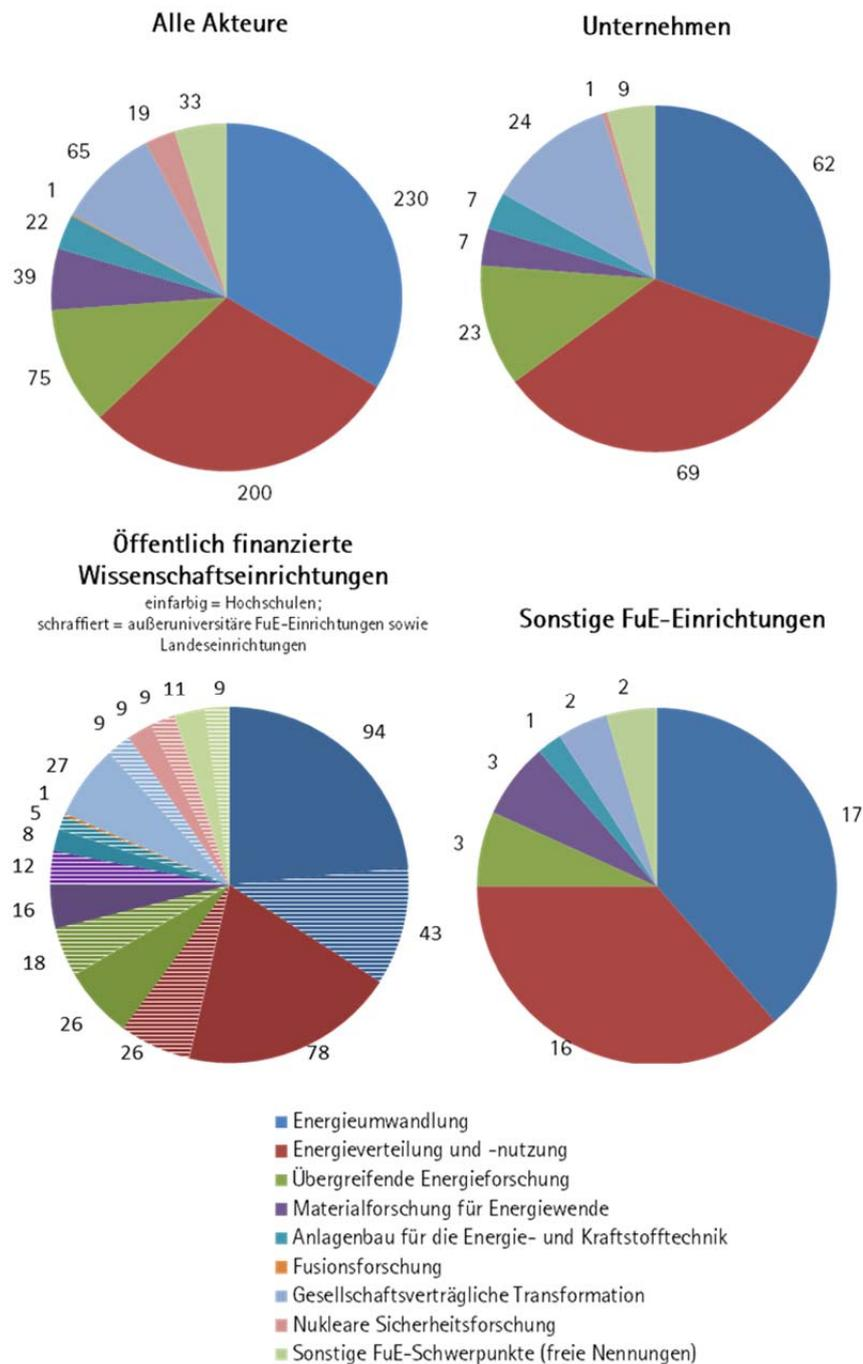 Alle Akteure
33
19
65
1
22
39
75
200
230
Unternehmen
1
9
24
7
7
23
69
62
Öffentlich finanzierte
Wissenschaftseinrichtungen
einfarbig = Hochschulen;
schraffiert = außeruniversitäre FuE-Einrichtungen sowie
Landeseinrichtungen
9
11
9
9
9
27
1
5
8
12
16
18
26
26
78
43
94
Sonstige FuE-Einrichtungen
2
2
1
3
3
16
17
Energieumwandlung
Energieverteilung und -nutzung
Übergreifende Energieforschung
Materialforschung für Energiewende
Anlagenbau für die Energie- und Kraftstofftechnik
Fusionsforschung
Gesellschaftsverträgliche Transformation
Nukleare Sicherheitsforschung
Sonstige FuE-Schwerpunkte (freie Nennungen)